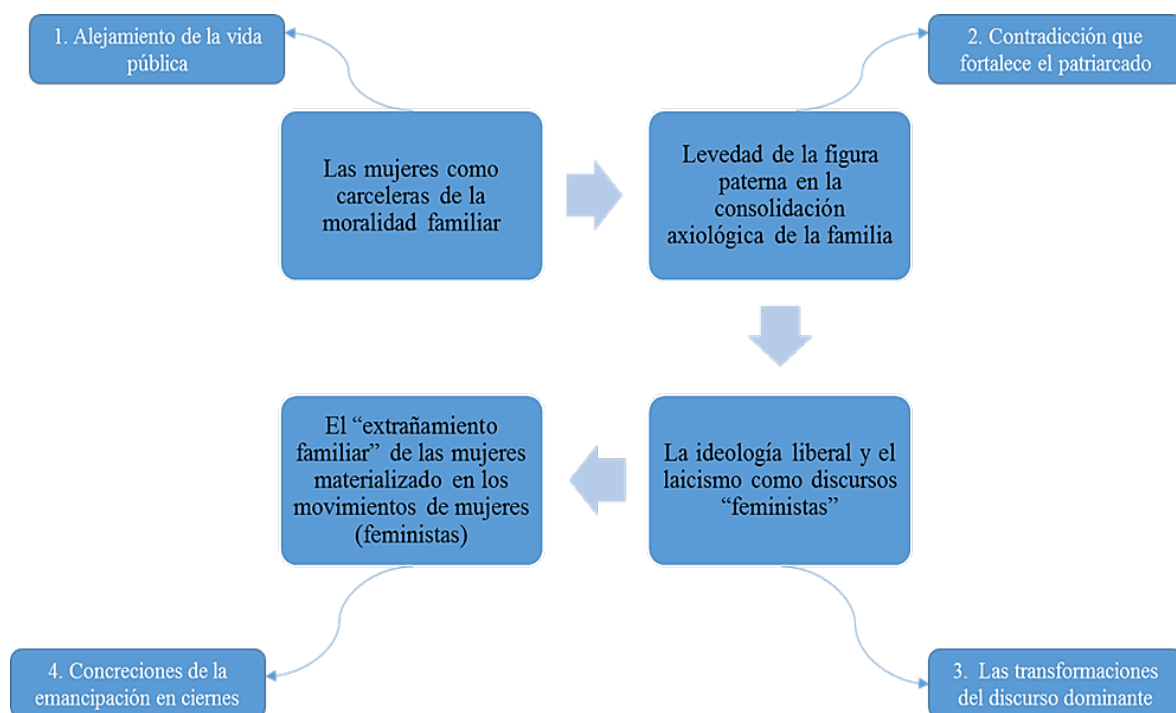 1. Alejamiento de la vida
pública
2. Contradicción que
fortalece el patriarcado
Las mujeres como
carceleras de la
moralidad familiar
Levedad de la figura
paterna en la
consolidación
axiológica de la familia
La ideología liberal y el
laicismo como discursos
“feministas”
El “extrañamiento
familiar” de las mujeres
materializado en los
movimientos de mujeres
(feministas)
3. Las transformaciones
del discurso dominante
4. Concreciones de la
emancipación en ciernes